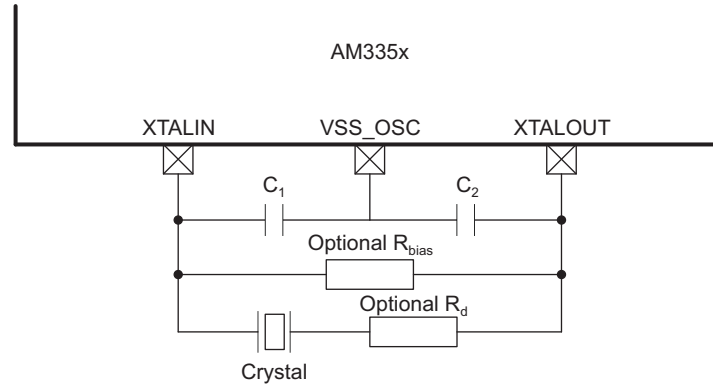 AM335x
XTALIN VSS_OSC XTALOUT
C1 C2
Optional Rbias
Optional Rd
Crystal